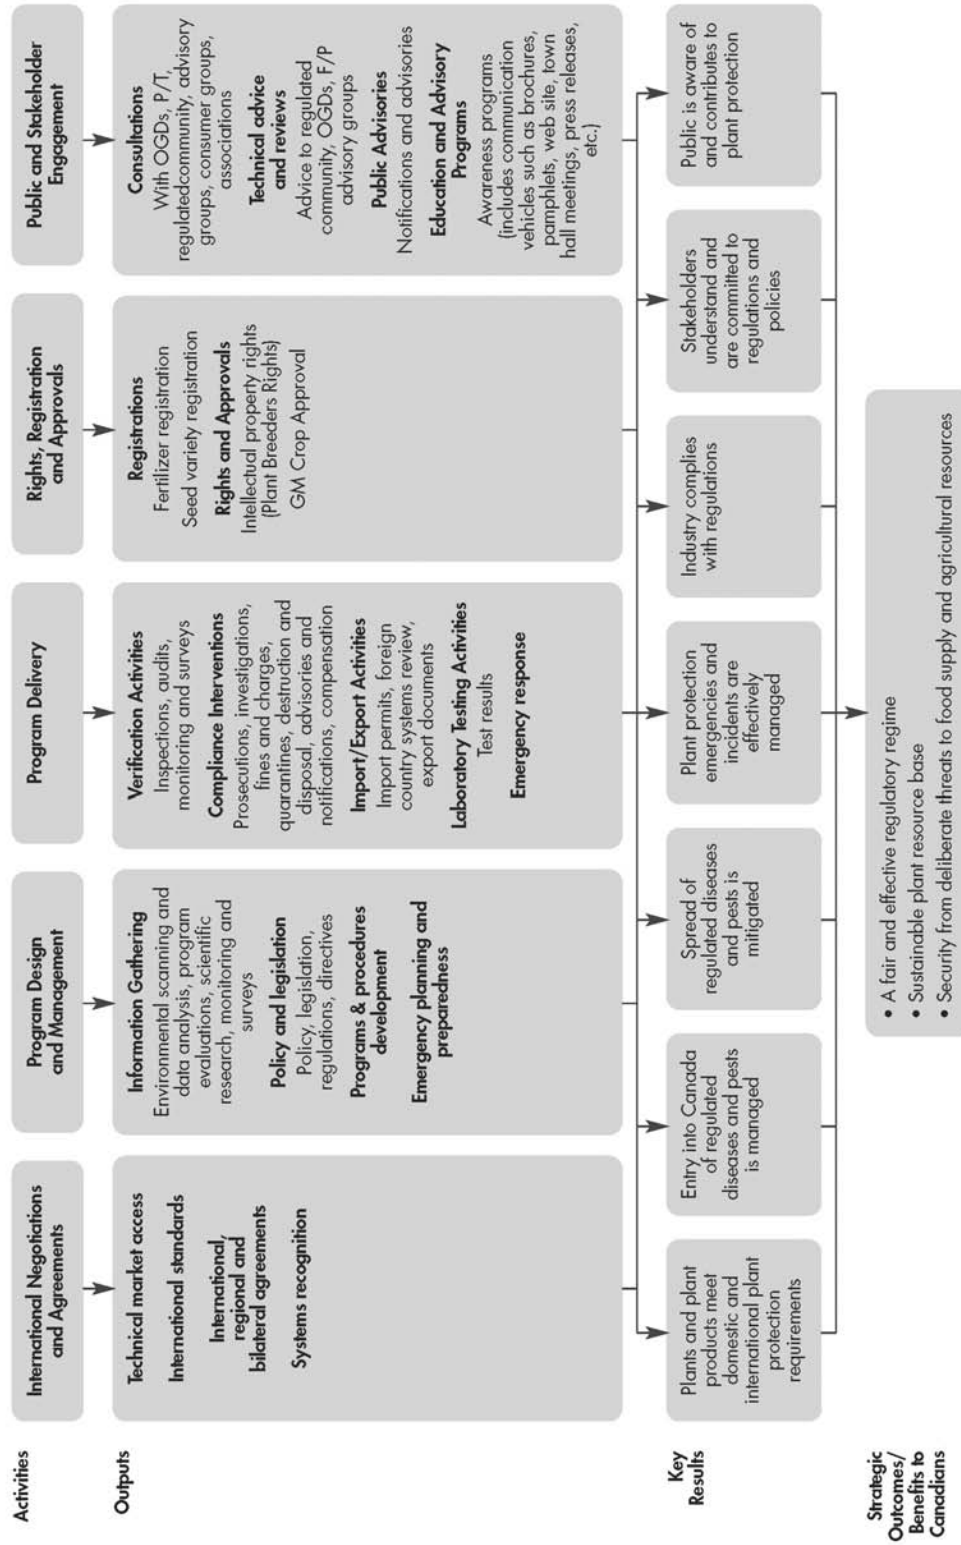 Activities
International Negotiations
and Agreements
Program Design
and Management
Program Delivery
Rights, Registration
and Approvals
Public and Stakeholder
Engagement
Outputs
Technical market access
International standards
International,
regional and
bilateral agreements
Systems recognition
Information Gathering
Environmental scanning and
data analysis, program
evaluations, scientific
research, monitoring and
surveys
Policy and legislation
Policy, legislation,
regulations, directives
Programs & procedures
development
Emergency planning and
preparedness
Verification Activities
Inspections, audits,
monitoring and surveys
Compliance Interventions
Prosecutions, investigations,
fines and charges,
quarantines, destruction and
disposal, advisories and
notifications, compensation
Import/Export Activities
Import permits, foreign
country systems review,
export documents
Laboratory Testing Activities
Test results
Emergency response
Registrations
Fertilizer registration
Seed variety registration
Rights and Approvals
Intellectual property rights
(Plant Breeders Rights)
GM Crop Approval
Consultations
With OGDs, P/T,
regulatedcommunity, advisory
groups, consumer groups,
associations
Technical advice
and reviews
Advice to regulated
community, OGDs, F/P
advisory groups
Public Advisories
Notifications and advisories
Education and Advisory
Programs
Awareness programs
(includes communication
vehicles such as brochures,
pamphlets, web site, town
hall meetings, press releases,
etc.)
Key
Results
Plants and plant
products meet
domestic and
international plant
protection
requirements
Entry into Canada
of regulated
diseases and pests
is managed
Spread of
regulated diseases
and pests is
mitigated
Plant protection
emergencies and
incidents are
effectively
managed
Industry complies
with regulations
Stakeholders
understand and
are committed to
regulations and
policies
Public is aware of
and contributes to
plant protection
Strategic
Outcomes/
Benefits to
Canadians
• A fair and effective regulatory regime
• Sustainable plant resource base
• Security from deliberate threats to food supply and agricultural resources